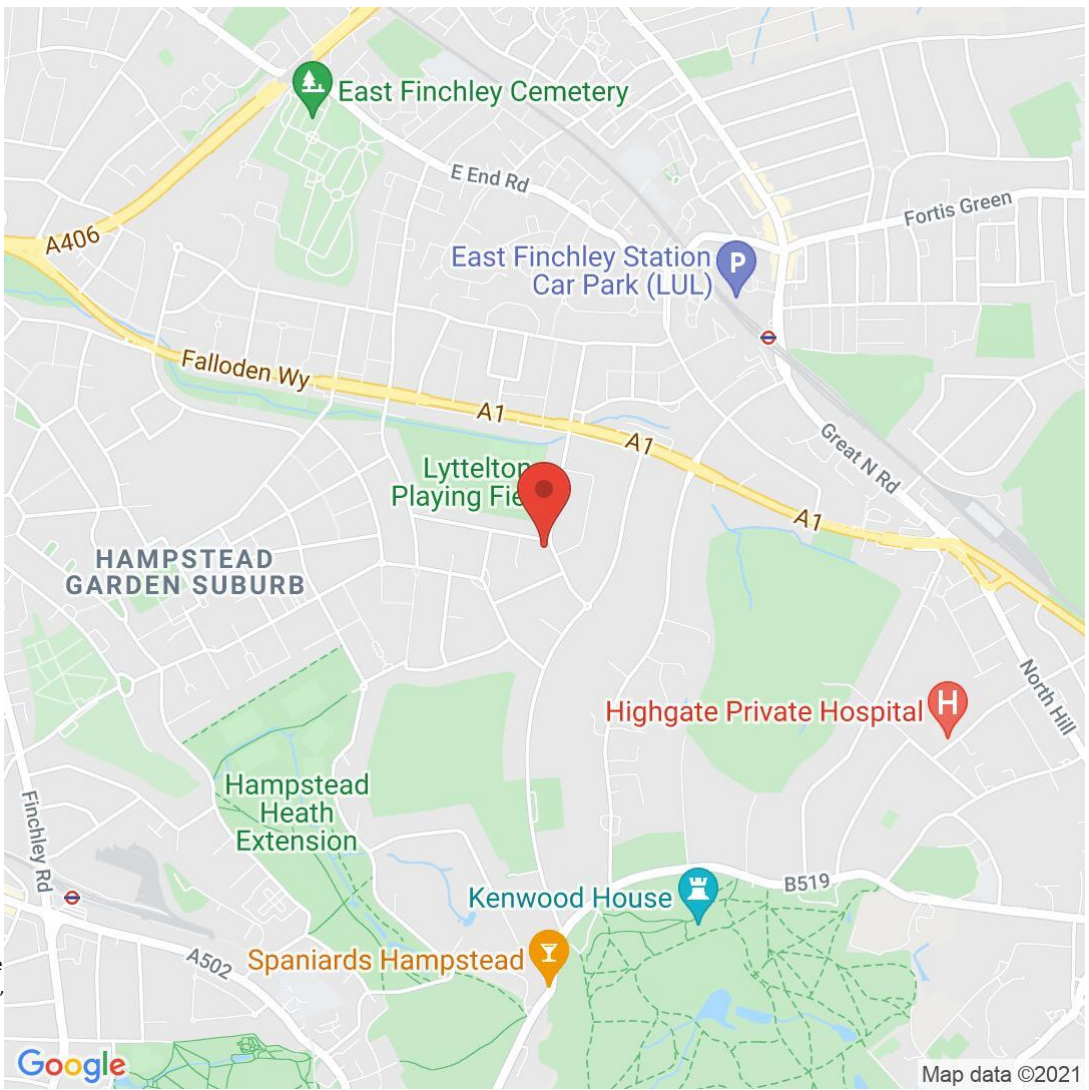 East Finchley Cemetery
E End Rd
Fortis Green
A406
East Finchley Station
Car Park (LUL)
P
Falloden Wy
A1
A1
Great N Rd
Lyttelton
Playing Fie
A1
HAMPSTEAD
GARDEN SUBURB
North Hill
Highgate Private Hospital
H
Hampstead
Heath
Extension
Finchley Rd
B519
Kenwood House
A502
Spaniards Hampstead
Google
Map data ©2021